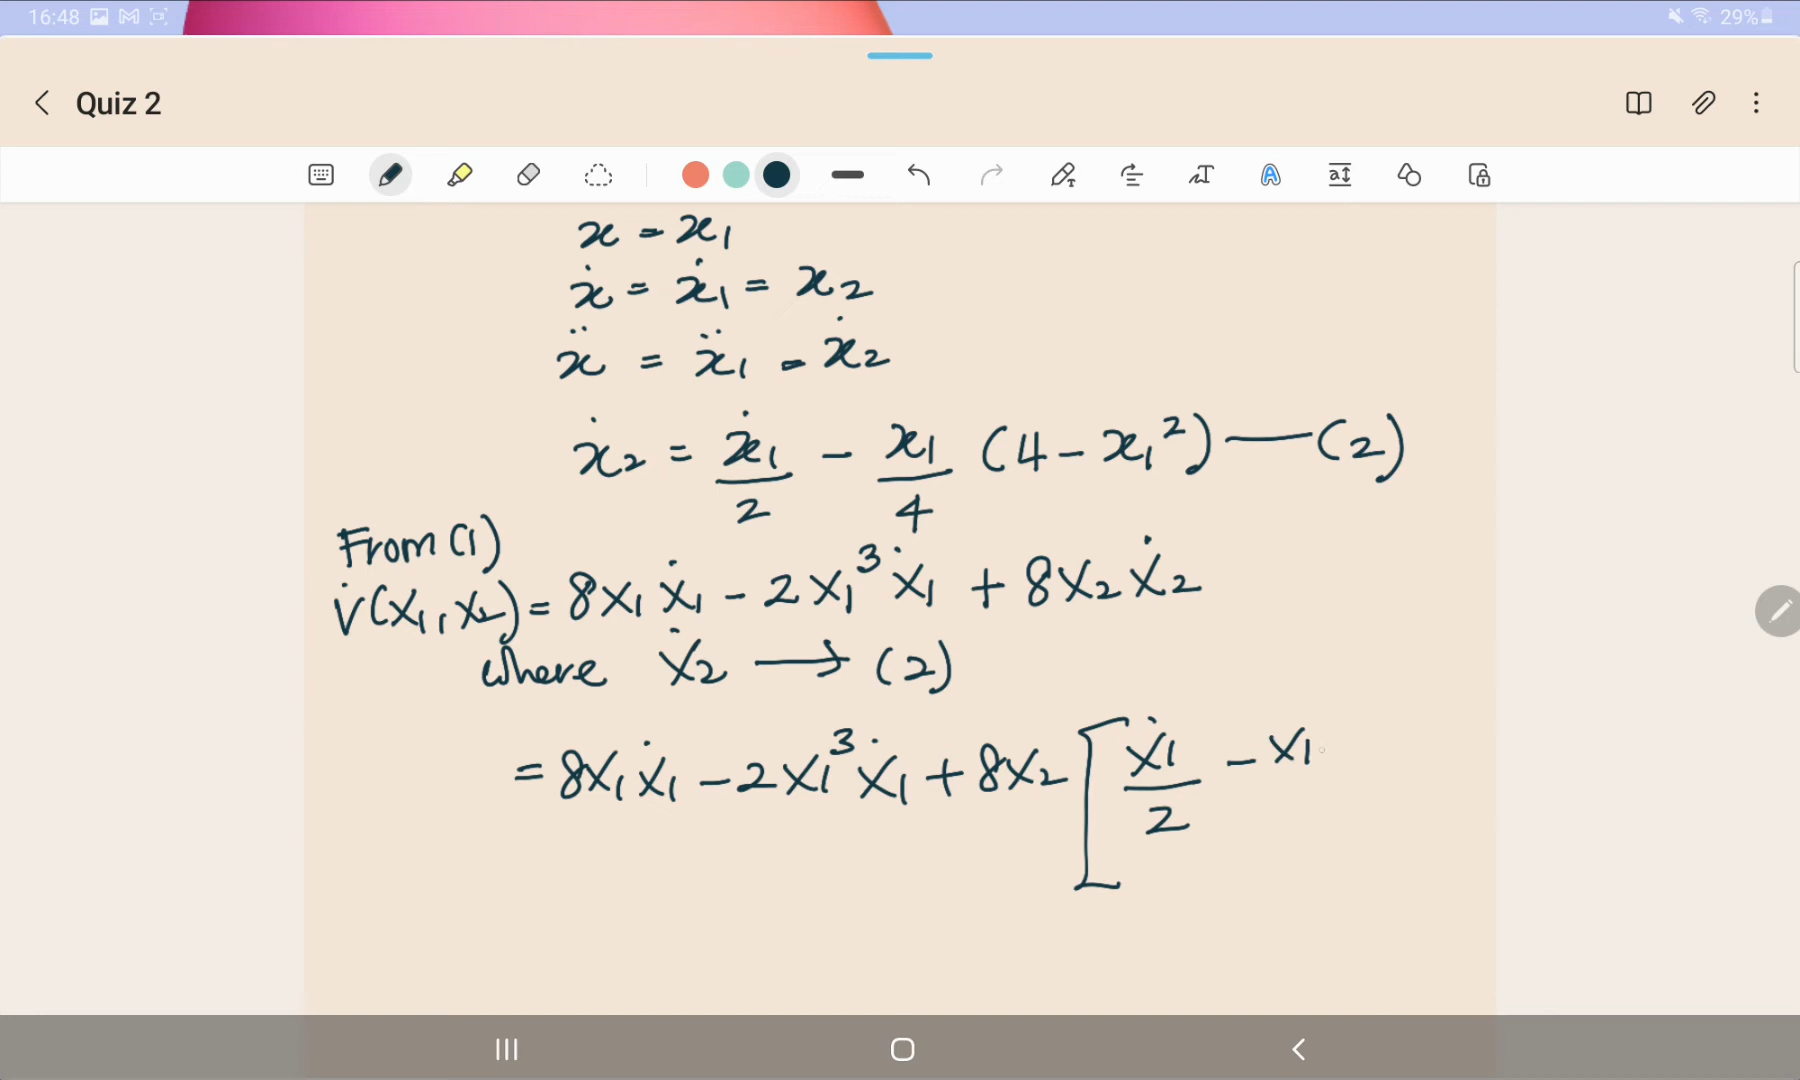 16:48 29%
Quiz 2
x = x₁
ẋ = ẋ₁ = x₂
ẍ = ẍ₁ = ẋ₂
ẋ₂ = ẋ₁/2 - x₁/4 (4 - x₁²) — (2)
From (1)
V̇(x₁, x₂) = 8x₁ẋ₁ - 2x₁³ẋ₁ + 8x₂ẋ₂
where ẋ₂ → (2)
= 8x₁ẋ₁ - 2x₁³ẋ₁ + 8x₂ [ẋ₁/2 - x₁